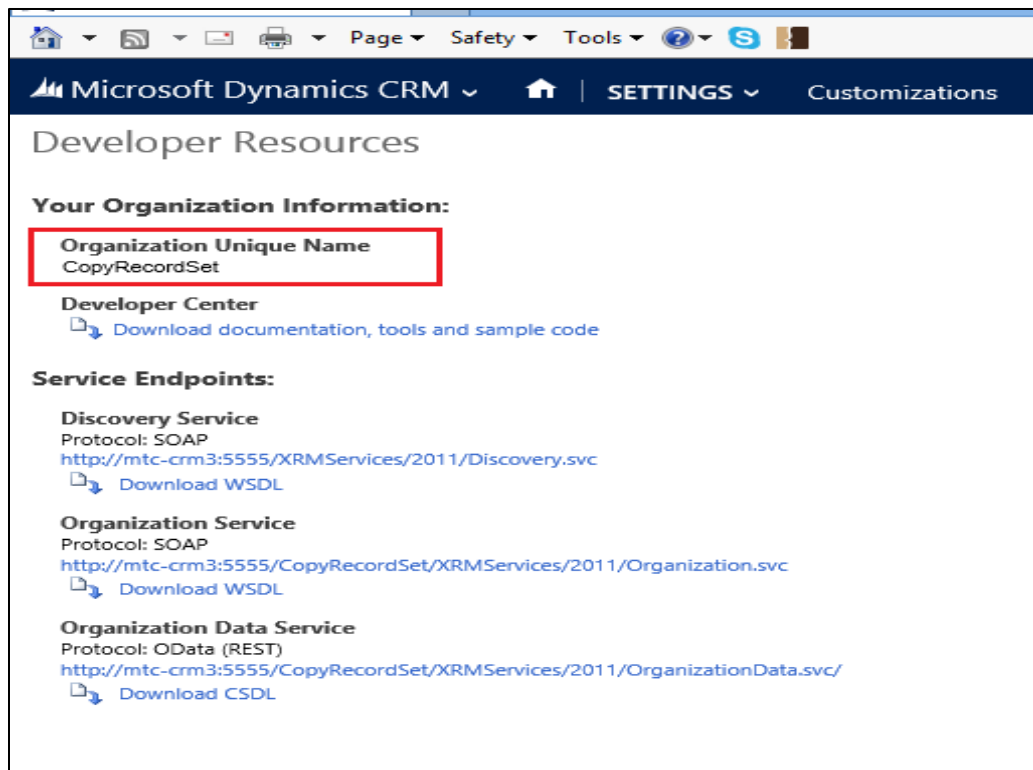 Page Safety Tools
Microsoft Dynamics CRM SETTINGS Customizations
Developer Resources
Your Organization Information:
Organization Unique Name
CopyRecordSet
Developer Center
Download documentation, tools and sample code
Service Endpoints:
Discovery Service
Protocol: SOAP
http://mtc-crm3:5555/XRMServices/2011/Discovery.svc
Download WSDL
Organization Service
Protocol: SOAP
http://mtc-crm3:5555/CopyRecordSet/XRMServices/2011/Organization.svc
Download WSDL
Organization Data Service
Protocol: OData (REST)
http://mtc-crm3:5555/CopyRecordSet/XRMServices/2011/OrganizationData.svc/
Download CSDL